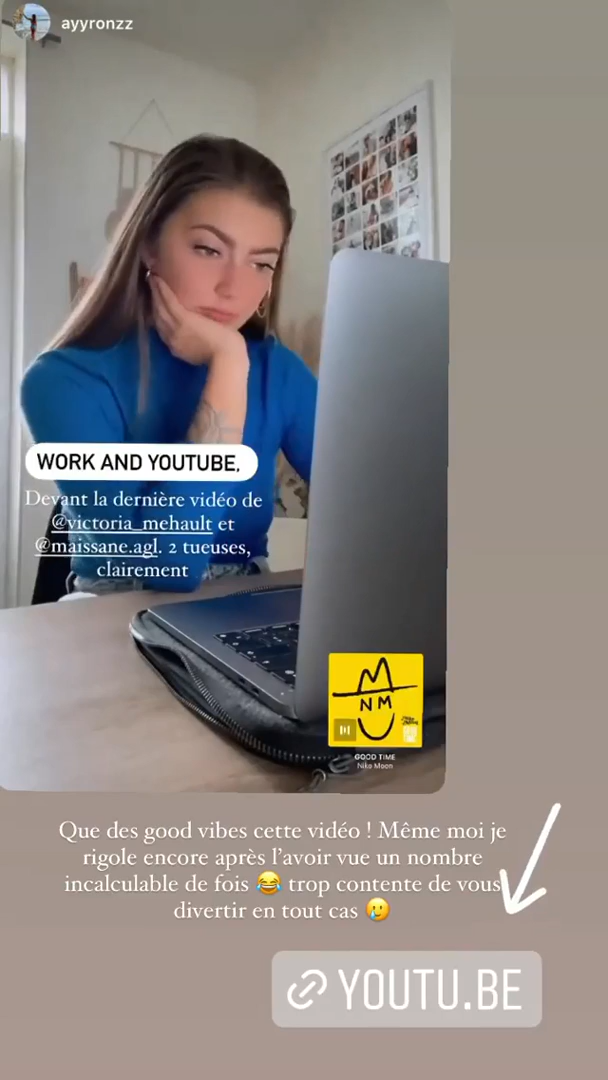 ayyronzz
WORK AND YOUTUBE,
Devant la dernière vidéo de
@victoria_mehault et
@maissane.agl. 2 tueuses,
clairement
NM
GOOD TIME
Niko Moon
Que des good vibes cette vidéo ! Même moi je
rigole encore après l’avoir vue un nombre
incalculable de fois 😂 trop contente de vous
divertir en tout cas 🥲
YOUTU.BE